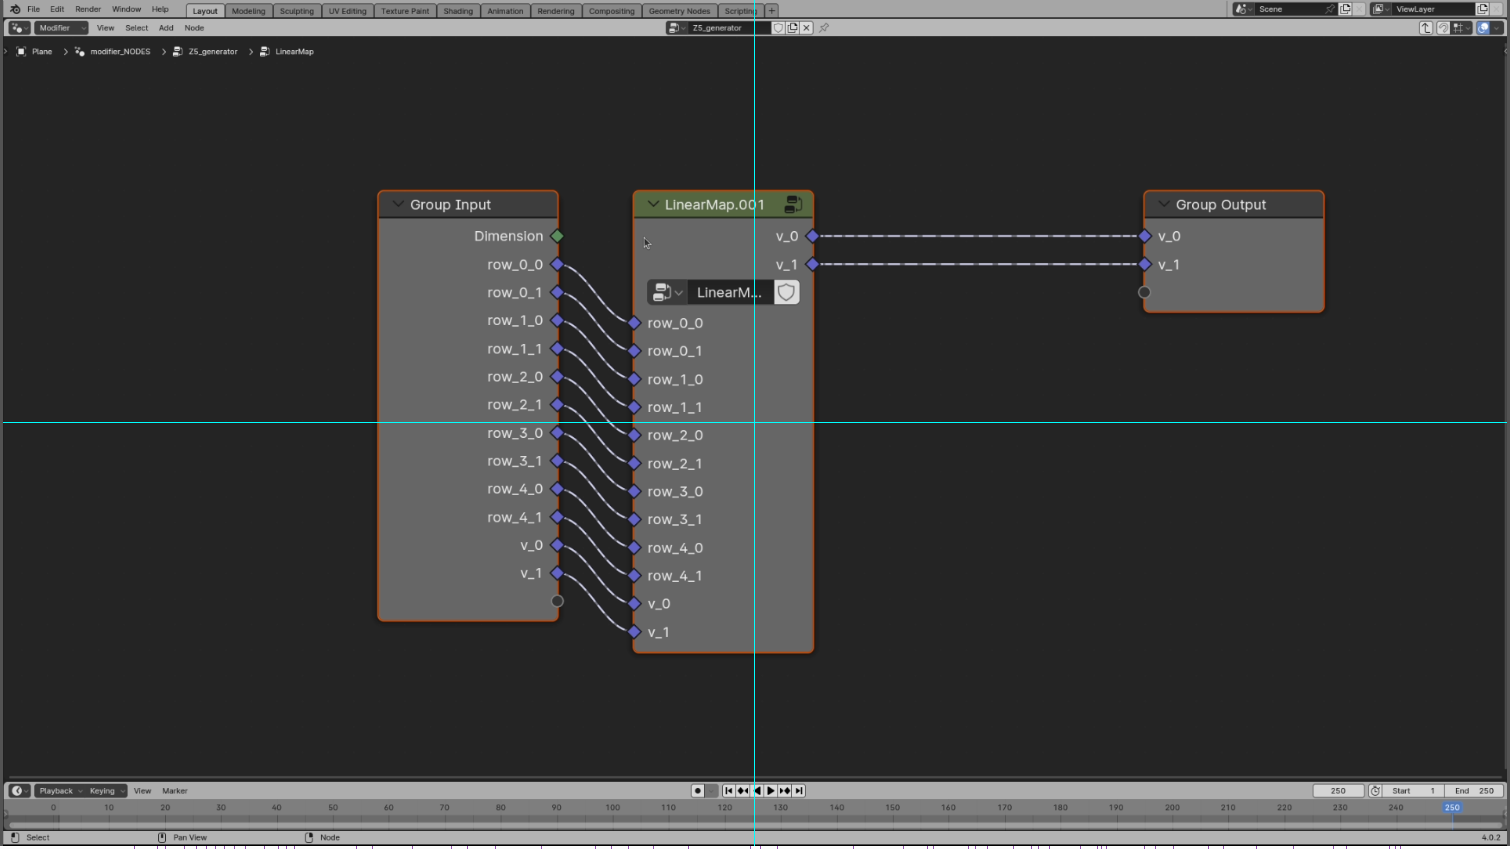 File Edit Render Window Help Layout Modeling Sculpting UV Editing Texture Paint Shading Animation Rendering Compositing Geometry Nodes Scripting + Scene ViewLayer
Modifier View Select Add Node Z5_generator
Plane > modifier_NODES > Z5_generator > LinearMap
Group Input
Dimension
row_0_0
row_0_1
row_1_0
row_1_1
row_2_0
row_2_1
row_3_0
row_3_1
row_4_0
row_4_1
v_0
v_1
LinearMap.001
v_0
v_1
LinearM...
row_0_0
row_0_1
row_1_0
row_1_1
row_2_0
row_2_1
row_3_0
row_3_1
row_4_0
row_4_1
v_0
v_1
Group Output
v_0
v_1
Playback Keying View Marker 250 Start 1 End 250
0 10 20 30 40 50 60 70 80 90 100 110 120 130 140 150 160 170 180 190 200 210 220 230 240 250
Select Pan View Node 4.0.2